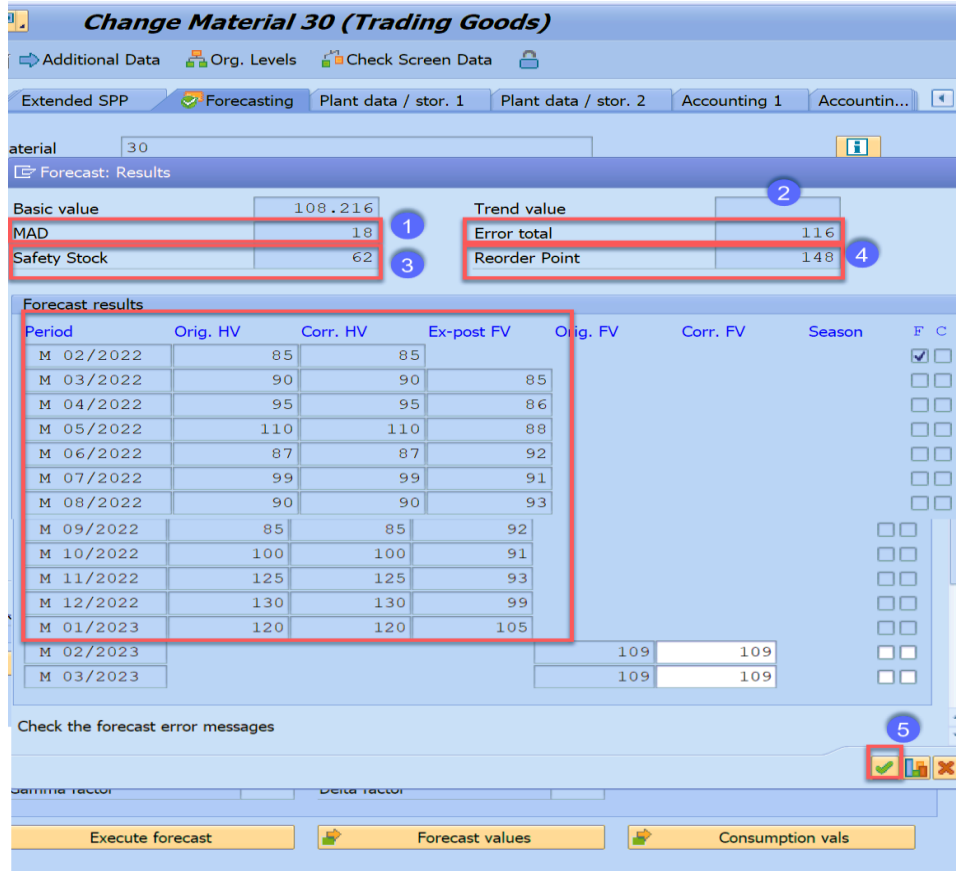 Change Material 30 (Trading Goods)
Additional Data Org. Levels Check Screen Data
Extended SPP Forecasting Plant data / stor. 1 Plant data / stor. 2 Accounting 1 Accountin...
aterial 30
Forecast: Results
2
Basic value 108.216 Trend value
MAD 18 1 Error total 116
Safety Stock 62 3 Reorder Point 148 4
Forecast results
Period Orig. HV Corr. HV Ex-post FV Orig. FV Corr. FV Season F C
M 02/2022 85 85
M 03/2022 90 90 85
M 04/2022 95 95 86
M 05/2022 110 110 88
M 06/2022 87 87 92
M 07/2022 99 99 91
M 08/2022 90 90 93
M 09/2022 85 85 92
M 10/2022 100 100 91
M 11/2022 125 125 93
M 12/2022 130 130 99
M 01/2023 120 120 105
M 02/2023 109 109
M 03/2023 109 109
Check the forecast error messages
5
Gamma factor Delta factor
Execute forecast Forecast values Consumption vals